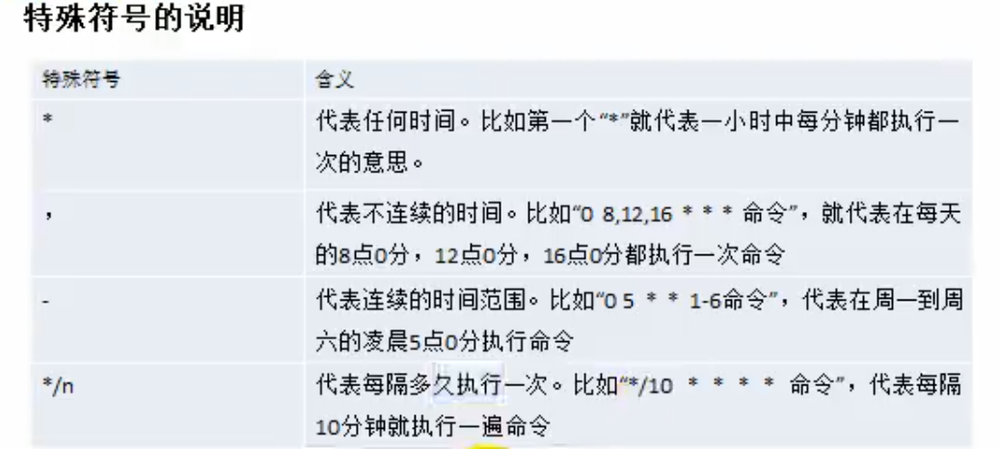 特殊符号的说明
特殊符号
含义
*
代表任何时间。比如第一个“*”就代表一小时中每分钟都执行一
次的意思。
，
代表不连续的时间。比如“0 8,12,16 * * * 命令”，就代表在每天
的8点0分，12点0分，16点0分都执行一次命令
-
代表连续的时间范围。比如“0 5 * * 1-6命令”，代表在周一到周
六的凌晨5点0分执行命令
*/n
代表每隔多久执行一次。比如“*/10 * * * * 命令”，代表每隔
10分钟就执行一遍命令